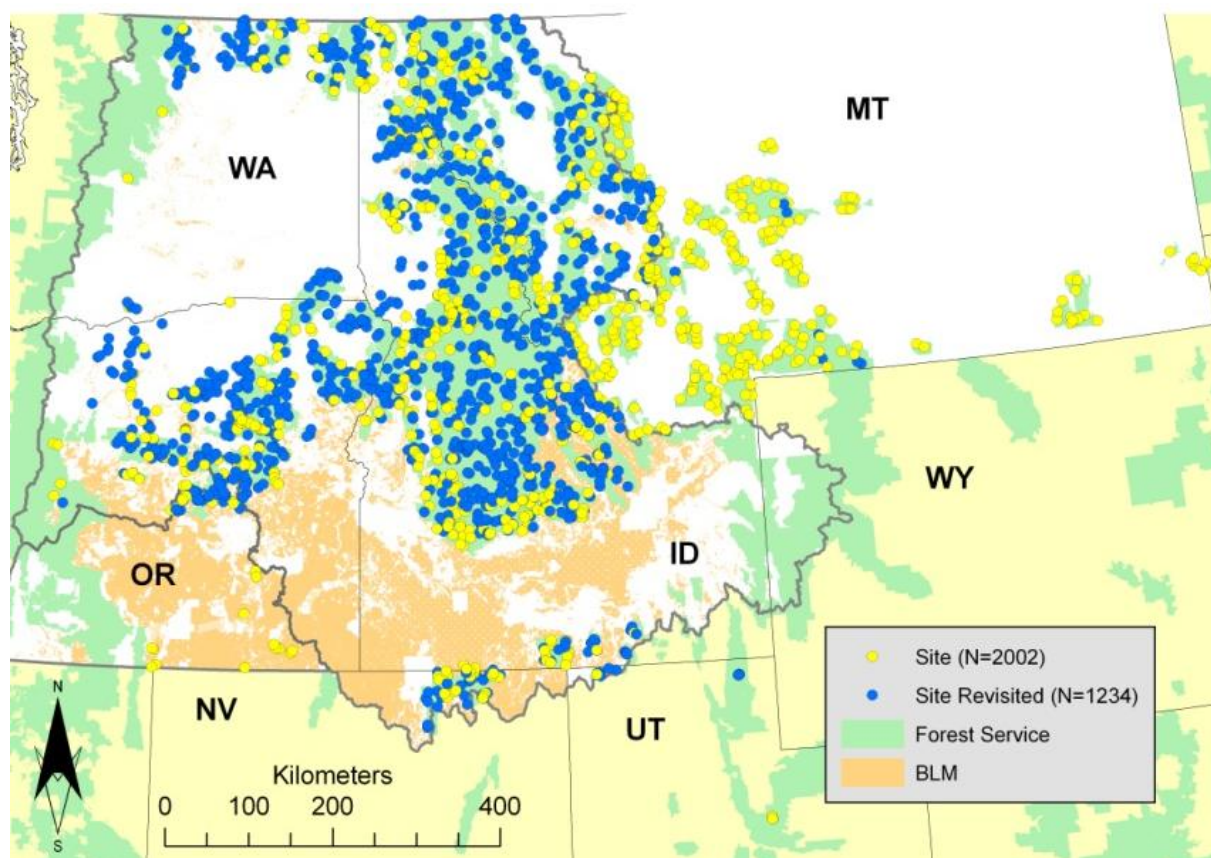 MT
WA
WY
ID
OR
NV
UT
N
S
Kilometers
0 100 200 400
Site (N=2002)
Site Revisited (N=1234)
Forest Service
BLM